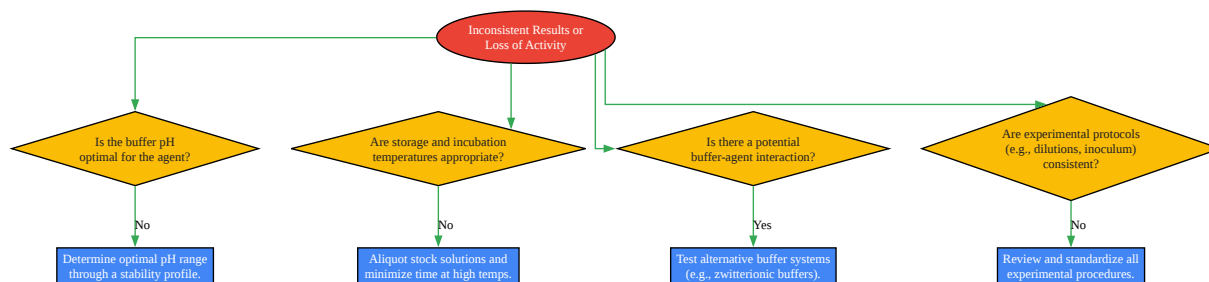 Inconsistent Results or
Loss of Activity
Is the buffer pH
optimal for the agent?
Are storage and incubation
temperatures appropriate?
Is there a potential
buffer-agent interaction?
Are experimental protocols
(e.g., dilutions, inoculum)
consistent?
No
No
Yes
No
Determine optimal pH range
through a stability profile.
Aliquot stock solutions and
minimize time at high temps.
Test alternative buffer systems
(e.g., zwitterionic buffers).
Review and standardize all
experimental procedures.